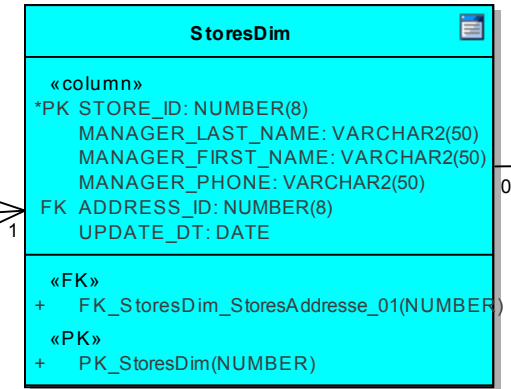 StoresDim
«column»
*PK STORE_ID: NUMBER(8)
MANAGER_LAST_NAME: VARCHAR2(50)
MANAGER_FIRST_NAME: VARCHAR2(50)
MANAGER_PHONE: VARCHAR2(50)
0
FK ADDRESS_ID: NUMBER(8)
1
UPDATE_DT: DATE
«FK»
+ FK_StoresDim_StoresAddresse_01(NUMBER)
«PK»
+ PK_StoresDim(NUMBER)